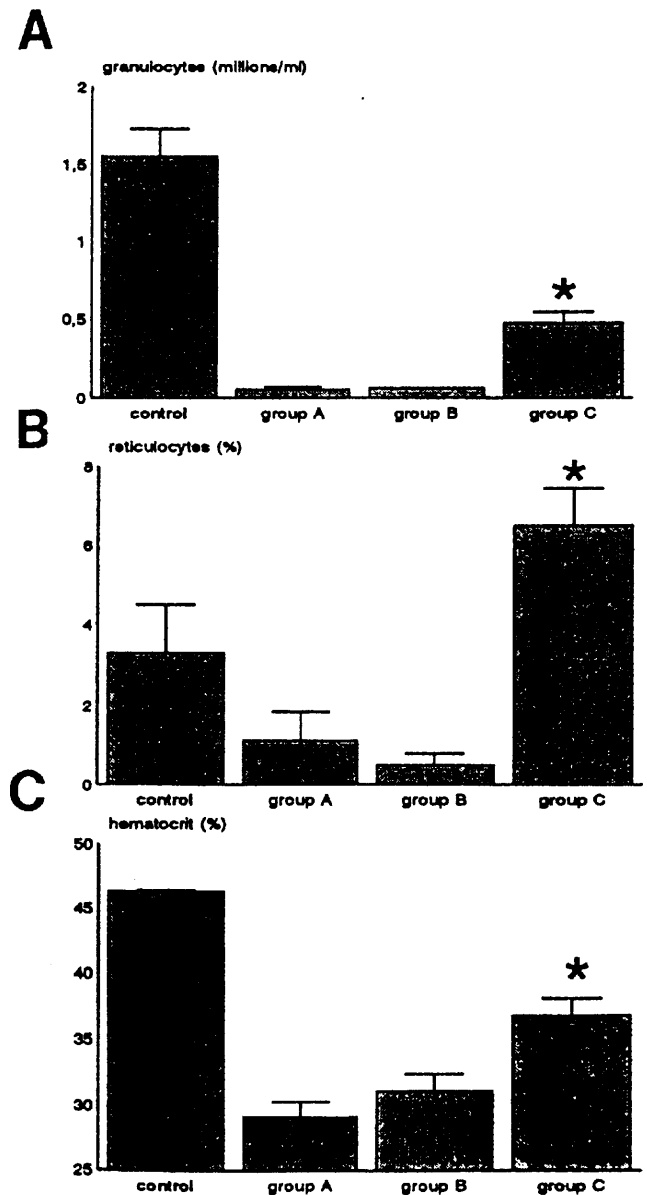 A
granulocytes (millions/ml)
2
1,5
1
*
0,5
0
control group A group B group C
B
reticulocytes (%)
8
*
6
4
2
0
control group A group B group C
C
hematocrit (%)
50
45
40
*
35
30
25
control group A group B group C